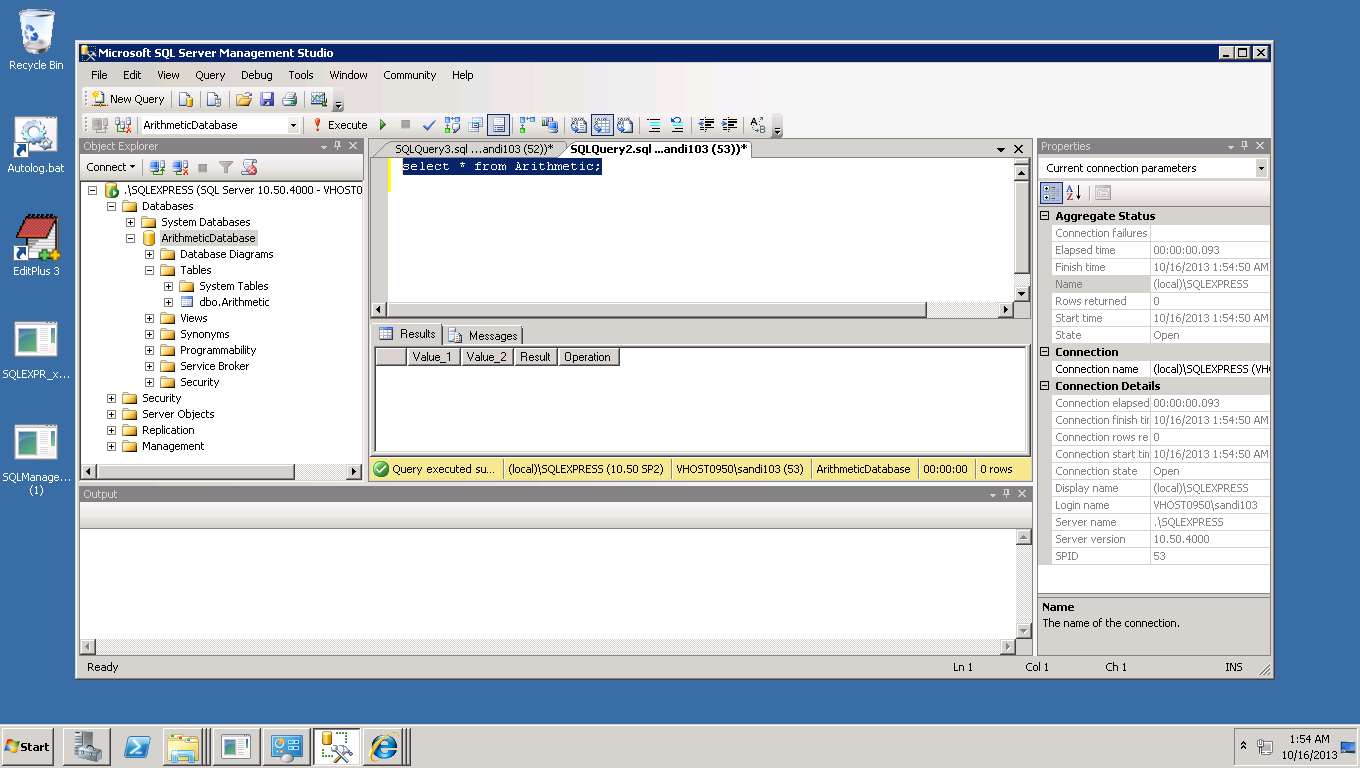 Recycle Bin
Autolog.bat
EditPlus 3
SQLEXPR_x...
SQLManage...
(1)
Microsoft SQL Server Management Studio
File Edit View Query Debug Tools Window Community Help
New Query
ArithmeticDatabase Execute
Object Explorer
Connect
.\SQLEXPRESS (SQL Server 10.50.4000 - VHOST0
Databases
System Databases
ArithmeticDatabase
Database Diagrams
Tables
System Tables
dbo.Arithmetic
Views
Synonyms
Programmability
Service Broker
Security
Security
Server Objects
Replication
Management
SQLQuery3.sql ...andi103 (52))* SQLQuery2.sql ...andi103 (53))*
select * from Arithmetic;
Results Messages
Value_1 Value_2 Result Operation
Query executed su... (local)\SQLEXPRESS (10.50 SP2) VHOST0950\sandi103 (53) ArithmeticDatabase 00:00:00 0 rows
Properties
Current connection parameters
Aggregate Status
Connection failures
Elapsed time 00:00:00.093
Finish time 10/16/2013 1:54:50 AM
Name (local)\SQLEXPRESS
Rows returned 0
Start time 10/16/2013 1:54:50 AM
State Open
Connection
Connection name (local)\SQLEXPRESS (VH
Connection Details
Connection elapsed 00:00:00.093
Connection finish tir 10/16/2013 1:54:50 AM
Connection rows re 0
Connection start tin 10/16/2013 1:54:50 AM
Connection state Open
Display name (local)\SQLEXPRESS
Login name VHOST0950\sandi103
Server name .\SQLEXPRESS
Server version 10.50.4000
SPID 53
Name
The name of the connection.
Output
Ready Ln 1 Col 1 Ch 1 INS
Start
1:54 AM
10/16/2013